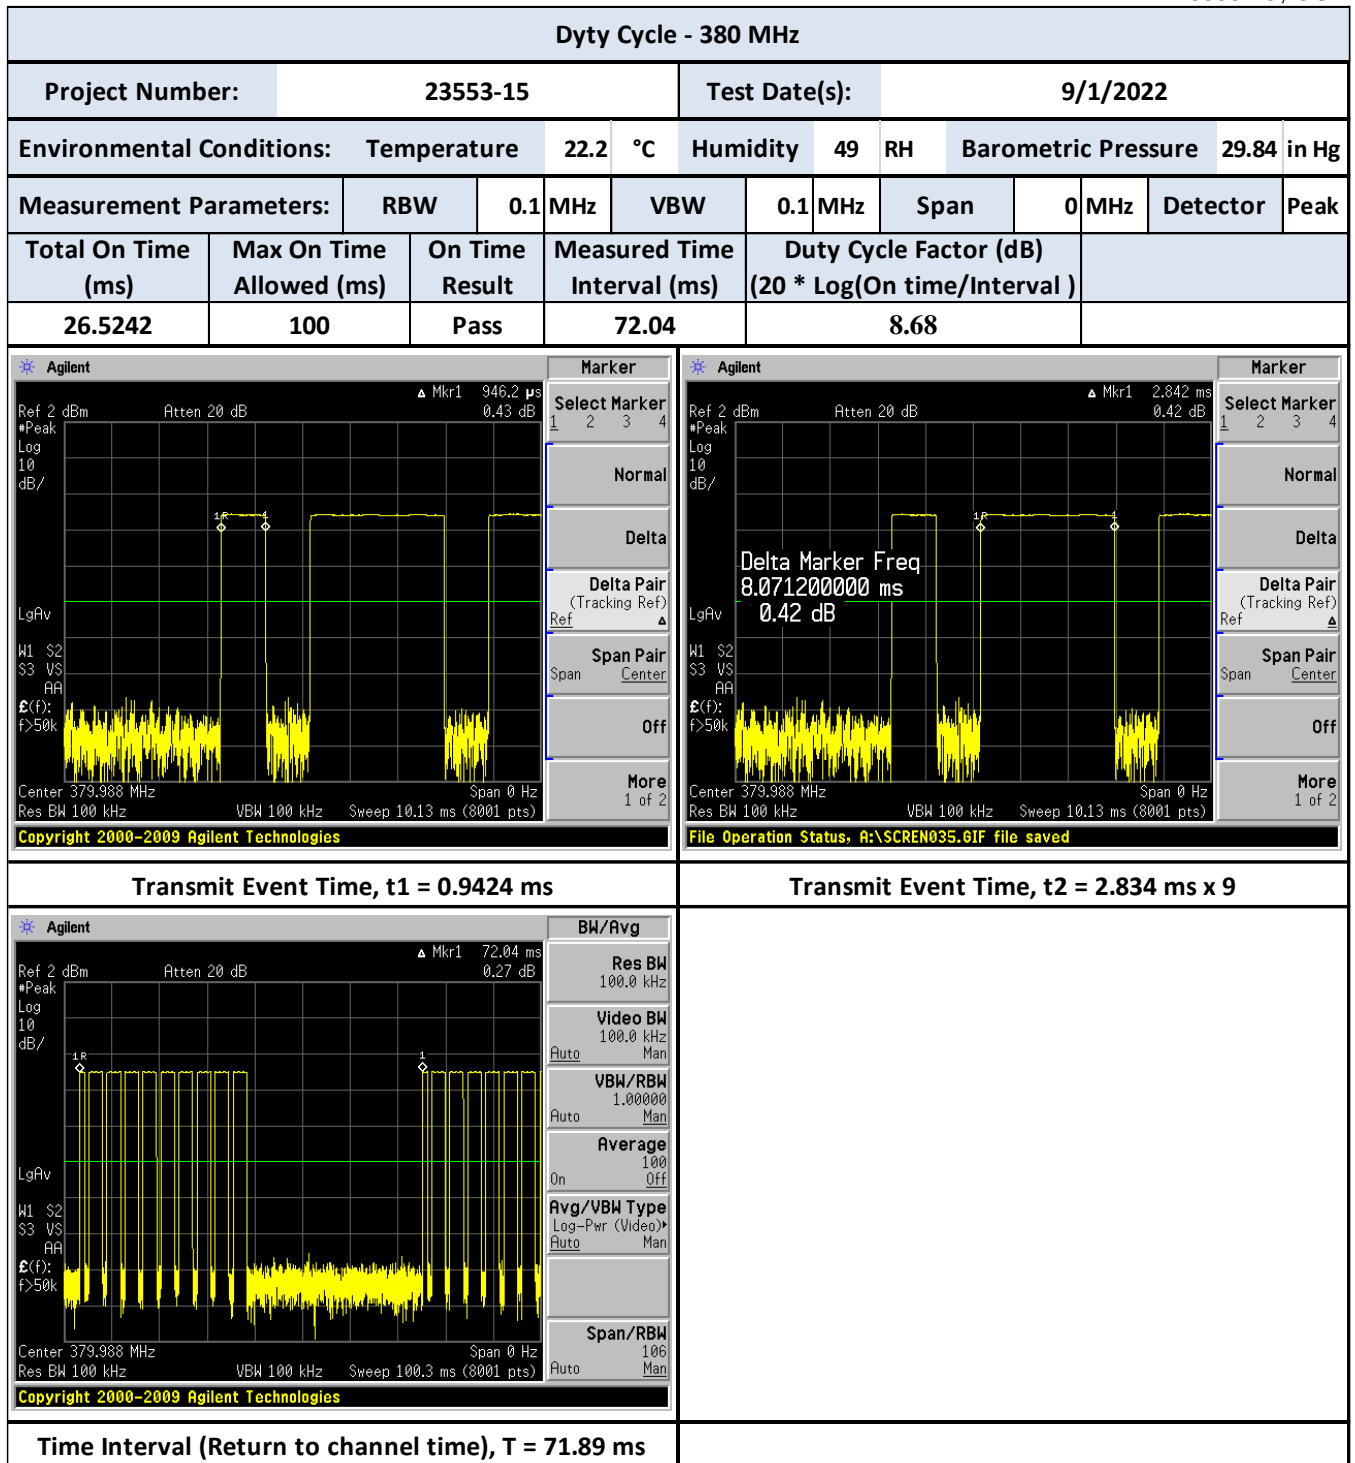 Dyty Cycle - 380 MHz
Project Number: 23553-15 Test Date(s): 9/1/2022
Environmental Conditions: Temperature 22.2 °C Humidity 49 RH Barometric Pressure 29.84 in Hg
Measurement Parameters: RBW 0.1 MHz VBW 0.1 MHz Span 0 MHz Detector Peak
Total On Time (ms) Max On Time Allowed (ms) On Time Result Measured Time Interval (ms) Duty Cycle Factor (dB) (20 * Log(On time/Interval )
26.5242 100 Pass 72.04 8.68
Agilent
Marker
Δ Mkr1 946.2 µs
Ref 2 dBm Atten 20 dB 0.43 dB
#Peak
Log
10
dB/
1R 1
LgAv
W1 S2
S3 VS
AA
£(f):
f>50k
Center 379.988 MHz Span 0 Hz
Res BW 100 kHz VBW 100 kHz Sweep 10.13 ms (8001 pts)
Copyright 2000-2009 Agilent Technologies
Select Marker
1 2 3 4
Normal
Delta
Delta Pair
(Tracking Ref)
Ref Δ
Span Pair
Span Center
Off
More
1 of 2
Agilent
Marker
Δ Mkr1 2.842 ms
Ref 2 dBm Atten 20 dB 0.42 dB
#Peak
Log
10
dB/
1R 1
Delta Marker Freq
8.071200000 ms
0.42 dB
LgAv
W1 S2
S3 VS
AA
£(f):
f>50k
Center 379.988 MHz Span 0 Hz
Res BW 100 kHz VBW 100 kHz Sweep 10.13 ms (8001 pts)
File Operation Status, A:\SCREN035.GIF file saved
Select Marker
1 2 3 4
Normal
Delta
Delta Pair
(Tracking Ref)
Ref Δ
Span Pair
Span Center
Off
More
1 of 2
Transmit Event Time, t1 = 0.9424 ms
Transmit Event Time, t2 = 2.834 ms x 9
Agilent
BW/Avg
Δ Mkr1 72.04 ms
Ref 2 dBm Atten 20 dB 0.27 dB
#Peak
Log
10
dB/
1R 1
LgAv
W1 S2
S3 VS
AA
£(f):
f>50k
Center 379.988 MHz Span 0 Hz
Res BW 100 kHz VBW 100 kHz Sweep 100.3 ms (8001 pts)
Copyright 2000-2009 Agilent Technologies
Res BW
100.0 kHz
Video BW
100.0 kHz
Auto Man
VBW/RBW
1.00000
Auto Man
Average
100
On Off
Avg/VBW Type
Log-Pwr (Video)
Auto Man
Span/RBW
106
Auto Man
Time Interval (Return to channel time), T = 71.89 ms